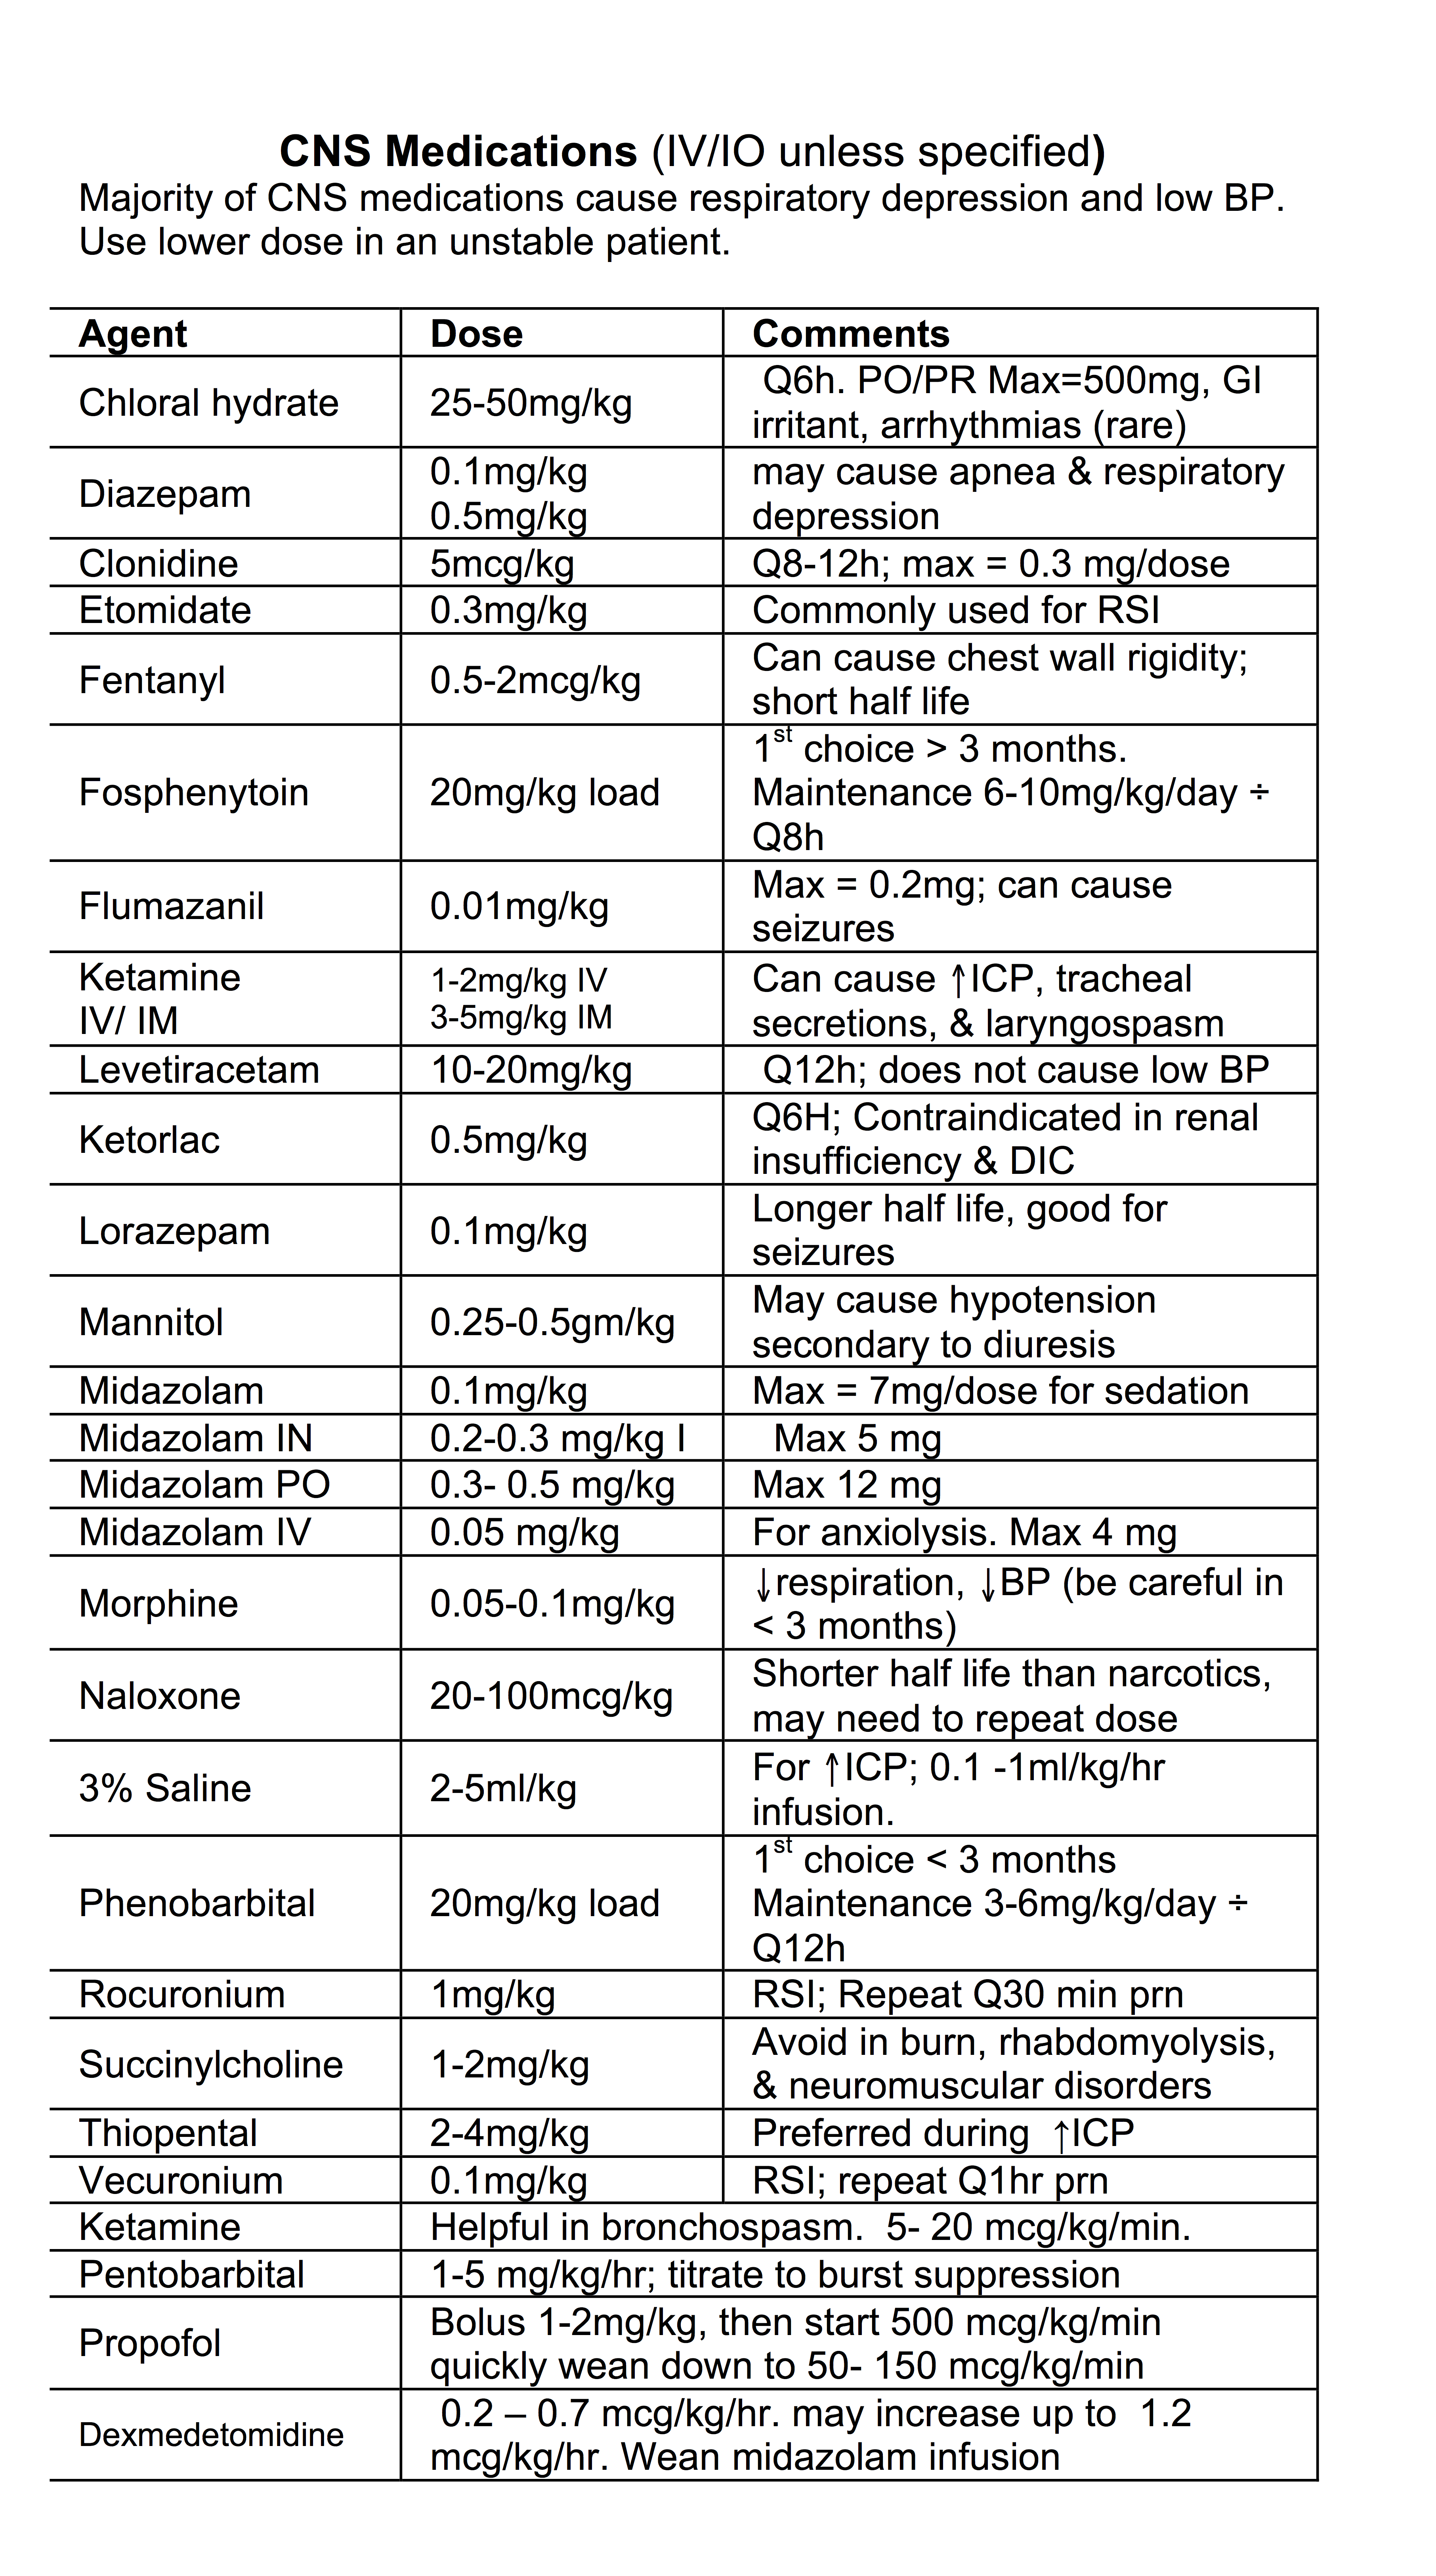 CNS Medications (IV/IO unless specified)
Majority of CNS medications cause respiratory depression and low BP.
Use lower dose in an unstable patient.
Agent Dose Comments
Chloral hydrate 25-50mg/kg Q6h. PO/PR Max=500mg, GI
irritant, arrhythmias (rare)
Diazepam 0.1mg/kg may cause apnea & respiratory
0.5mg/kg depression
Clonidine 5mcg/kg Q8-12h; max = 0.3 mg/dose
Etomidate 0.3mg/kg Commonly used for RSI
Fentanyl 0.5-2mcg/kg Can cause chest wall rigidity;
short half life
Fosphenytoin 20mg/kg load 1st choice > 3 months.
Maintenance 6-10mg/kg/day ÷
Q8h
Flumazanil 0.01mg/kg Max = 0.2mg; can cause
seizures
Ketamine 1-2mg/kg IV Can cause ↑ICP, tracheal
IV/ IM 3-5mg/kg IM secretions, & laryngospasm
Levetiracetam 10-20mg/kg Q12h; does not cause low BP
Ketorlac 0.5mg/kg Q6H; Contraindicated in renal
insufficiency & DIC
Lorazepam 0.1mg/kg Longer half life, good for
seizures
Mannitol 0.25-0.5gm/kg May cause hypotension
secondary to diuresis
Midazolam 0.1mg/kg Max = 7mg/dose for sedation
Midazolam IN 0.2-0.3 mg/kg I Max 5 mg
Midazolam PO 0.3- 0.5 mg/kg Max 12 mg
Midazolam IV 0.05 mg/kg For anxiolysis. Max 4 mg
Morphine 0.05-0.1mg/kg ↓respiration, ↓BP (be careful in
< 3 months)
Naloxone 20-100mcg/kg Shorter half life than narcotics,
may need to repeat dose
3% Saline 2-5ml/kg For ↑ICP; 0.1 -1ml/kg/hr
infusion.
Phenobarbital 20mg/kg load 1st choice < 3 months
Maintenance 3-6mg/kg/day ÷
Q12h
Rocuronium 1mg/kg RSI; Repeat Q30 min prn
Succinylcholine 1-2mg/kg Avoid in burn, rhabdomyolysis,
& neuromuscular disorders
Thiopental 2-4mg/kg Preferred during ↑ICP
Vecuronium 0.1mg/kg RSI; repeat Q1hr prn
Ketamine Helpful in bronchospasm. 5- 20 mcg/kg/min.
Pentobarbital 1-5 mg/kg/hr; titrate to burst suppression
Propofol Bolus 1-2mg/kg, then start 500 mcg/kg/min
quickly wean down to 50- 150 mcg/kg/min
Dexmedetomidine 0.2 – 0.7 mcg/kg/hr. may increase up to 1.2
mcg/kg/hr. Wean midazolam infusion